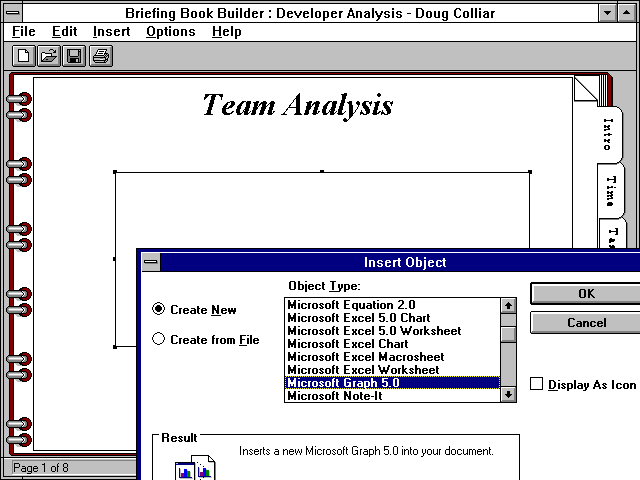 Briefing Book Builder : Developer Analysis - Doug Colliar
File Edit Insert Options Help
Team Analysis
Intro
Time
Insert Object
Object Type:
Create New
Create from File
Microsoft Equation 2.0
Microsoft Excel 5.0 Chart
Microsoft Excel 5.0 Worksheet
Microsoft Excel Chart
Microsoft Excel Macrosheet
Microsoft Excel Worksheet
Microsoft Graph 5.0
Microsoft Note-It
OK
Cancel
Display As Icon
Result
Inserts a new Microsoft Graph 5.0 into your document.
Page 1 of 8